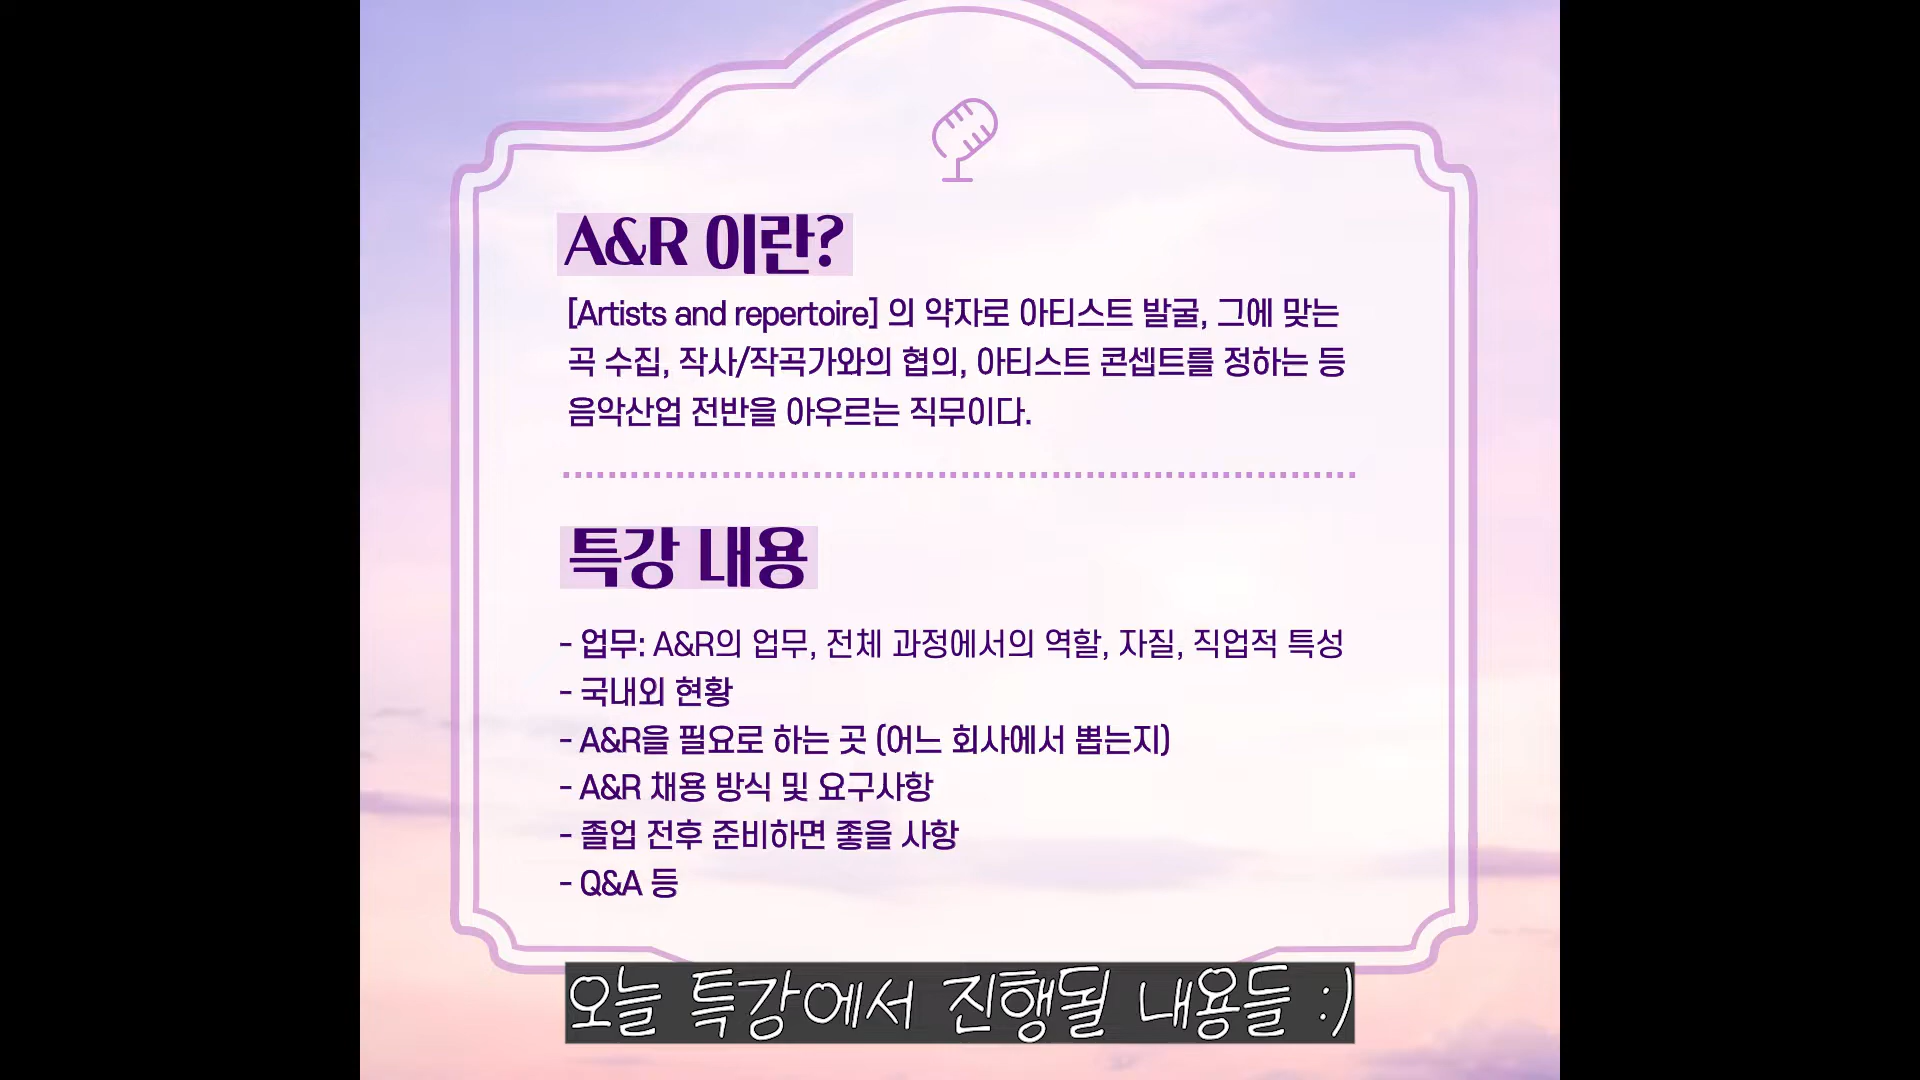 A&R 이란?
[Artists and repertoire] 의 약자로 아티스트 발굴, 그에 맞는
곡 수집, 작사/작곡가와의 협의, 아티스트 콘셉트를 정하는 등
음악산업 전반을 아우르는 직무이다.
특강 내용
- 업무: A&R의 업무, 전체 과정에서의 역할, 자질, 직업적 특성
- 국내외 현황
- A&R을 필요로 하는 곳 (어느 회사에서 뽑는지)
- A&R 채용 방식 및 요구사항
- 졸업 전후 준비하면 좋을 사항
- Q&A 등
오늘 특강에서 진행될 내용들 :)